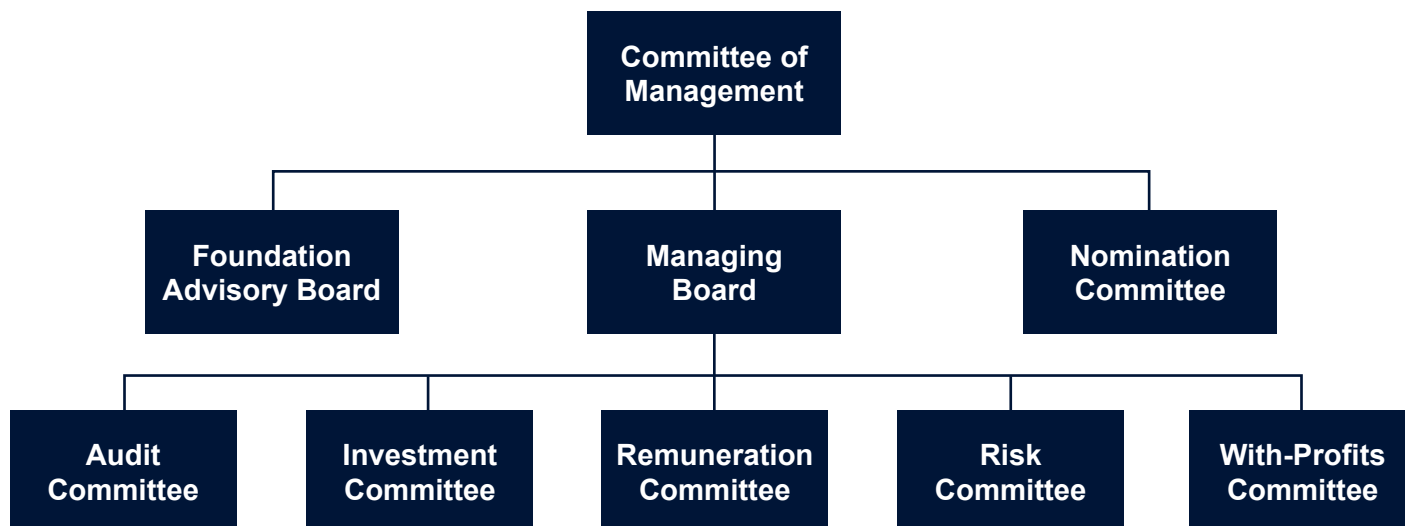 Committee of
Management
Foundation
Advisory Board
Managing
Board
Nomination
Committee
Audit
Committee
Investment
Committee
Remuneration
Committee
Risk
Committee
With-Profits
Committee